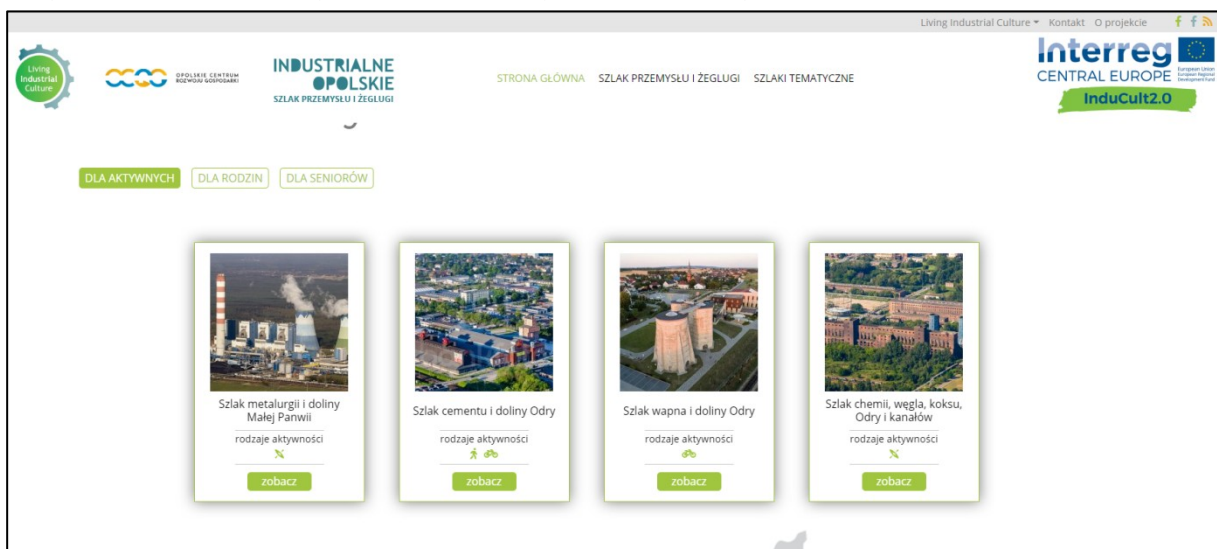 Living Industrial Culture Kontakt O projekcie
Living
Industrial
Culture
OPOLSKIE CENTRUM
ROZWOJU GOSPODARKI
INDUSTRIALNE
OPOLSKIE
SZLAK PRZEMYSŁU I ŻEGLUGI
STRONA GŁÓWNA SZLAK PRZEMYSŁU I ŻEGLUGI SZLAKI TEMATYCZNE
Interreg
CENTRAL EUROPE
European Union
European Regional
Development Fund
InduCult2.0
DLA AKTYWNYCH DLA RODZIN DLA SENIORÓW
Szlak metalurgii i doliny
Małej Panwii
rodzaje aktywności
zobacz
Szlak cementu i doliny Odry
rodzaje aktywności
zobacz
Szlak wapna i doliny Odry
rodzaje aktywności
zobacz
Szlak chemii, węgla, koksu,
Odry i kanałów
rodzaje aktywności
zobacz